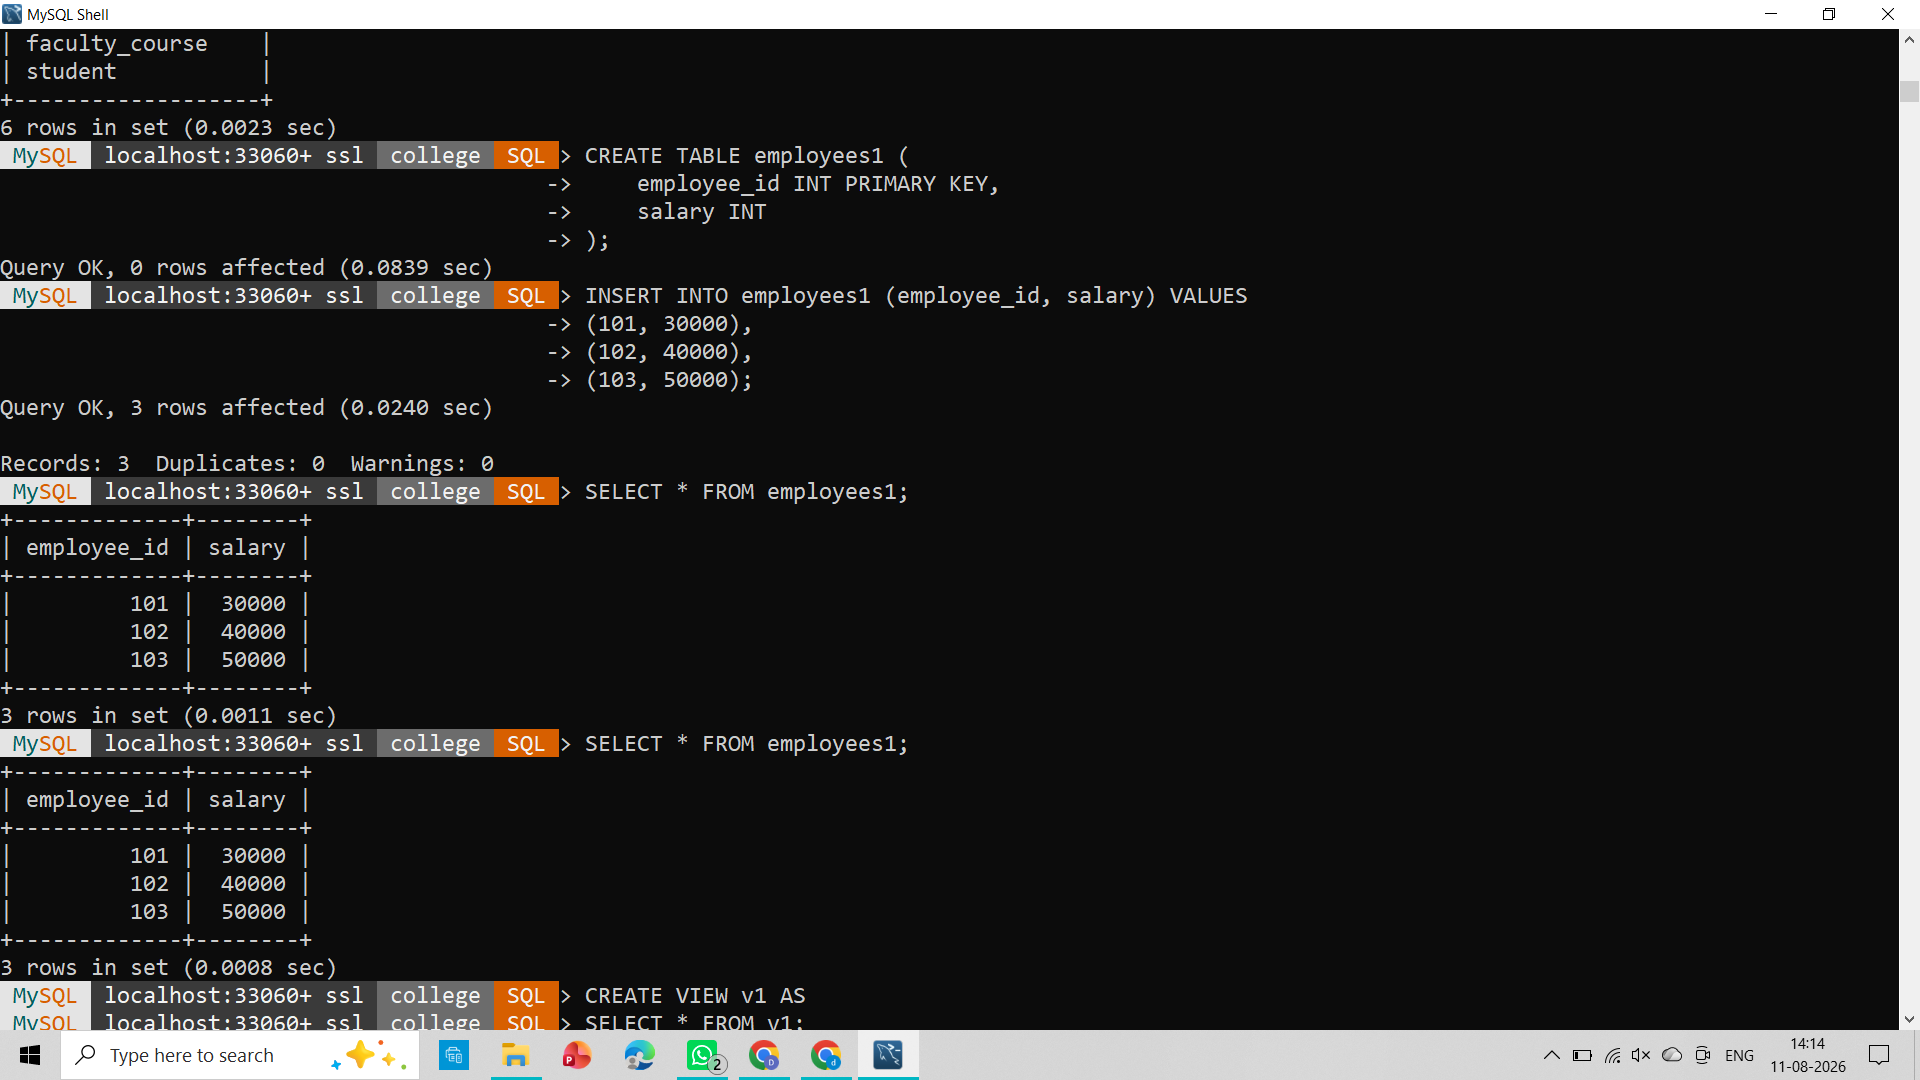 MySQL Shell
| faculty_course    |
| student           |
+-------------------+
6 rows in set (0.0023 sec)
MySQL localhost:33060+ ssl college SQL > CREATE TABLE employees1 (
->     employee_id INT PRIMARY KEY,
->     salary INT
-> );
Query OK, 0 rows affected (0.0839 sec)
MySQL localhost:33060+ ssl college SQL > INSERT INTO employees1 (employee_id, salary) VALUES
-> (101, 30000),
-> (102, 40000),
-> (103, 50000);
Query OK, 3 rows affected (0.0240 sec)
Records: 3  Duplicates: 0  Warnings: 0
MySQL localhost:33060+ ssl college SQL > SELECT * FROM employees1;
+-------------+--------+
| employee_id | salary |
+-------------+--------+
|         101 |  30000 |
|         102 |  40000 |
|         103 |  50000 |
+-------------+--------+
3 rows in set (0.0011 sec)
MySQL localhost:33060+ ssl college SQL > SELECT * FROM employees1;
+-------------+--------+
| employee_id | salary |
+-------------+--------+
|         101 |  30000 |
|         102 |  40000 |
|         103 |  50000 |
+-------------+--------+
3 rows in set (0.0008 sec)
MySQL localhost:33060+ ssl college SQL > CREATE VIEW v1 AS
MySQL localhost:33060+ ssl college SQL > SELECT * FROM v1;
Type here to search
2
ENG
14:14
11-08-2026